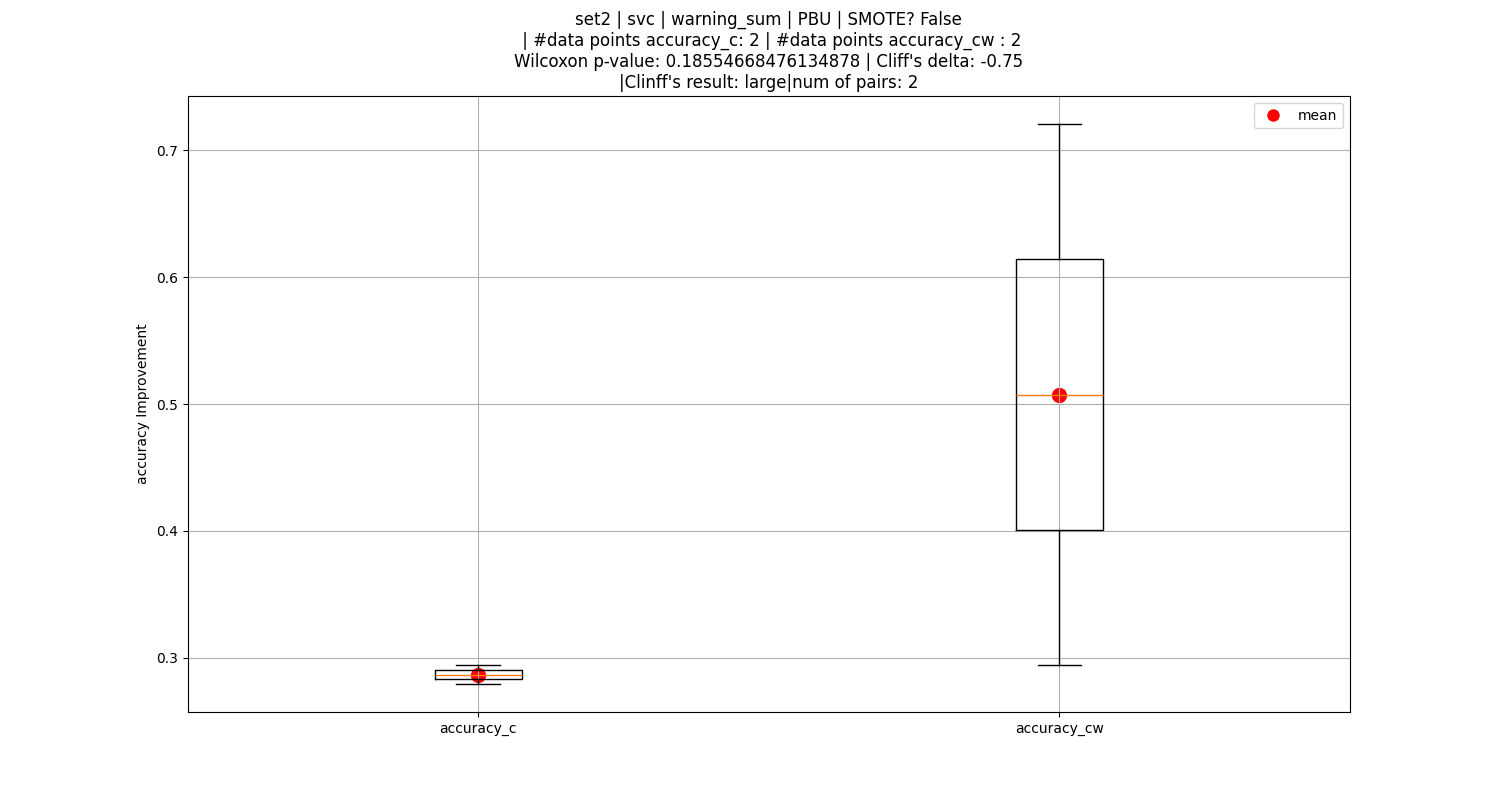 set2 | svc | warning_sum | PBU | SMOTE? False
| #data points accuracy_c: 2 | #data points accuracy_cw : 2
Wilcoxon p-value: 0.18554668476134878 | Cliff's delta: -0.75
|Clinff's result: large|num of pairs: 2
mean
0.7
0.6
0.5
0.4
0.3
accuracy Improvement
accuracy_c
accuracy_cw